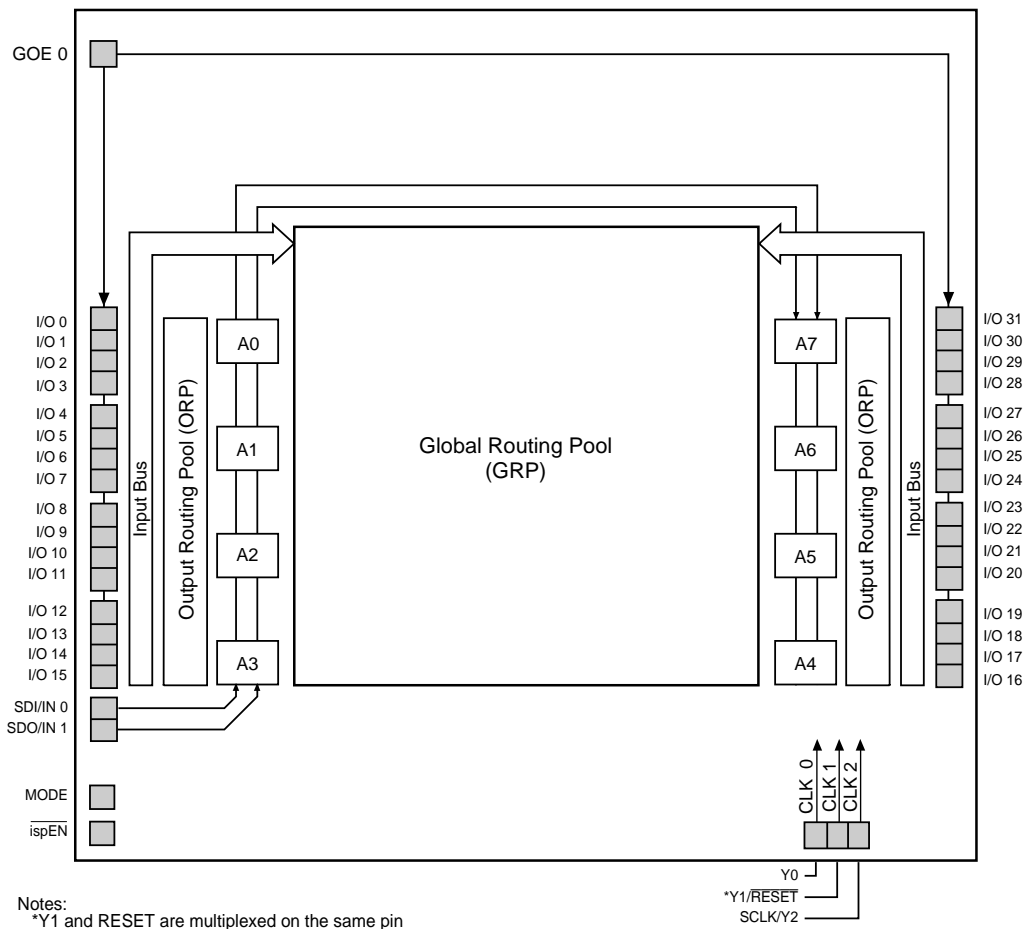 GOE 0
I/O 0
I/O 1
I/O 2
I/O 3
I/O 4
I/O 5
I/O 6
I/O 7
I/O 8
I/O 9
I/O 10
I/O 11
I/O 12
I/O 13
I/O 14
I/O 15
SDI/IN 0
SDO/IN 1
MODE
ispEN
Input Bus
Output Routing Pool (ORP)
A0
A1
A2
A3
Global Routing Pool
(GRP)
A7
A6
A5
A4
Output Routing Pool (ORP)
Input Bus
I/O 31
I/O 30
I/O 29
I/O 28
I/O 27
I/O 26
I/O 25
I/O 24
I/O 23
I/O 22
I/O 21
I/O 20
I/O 19
I/O 18
I/O 17
I/O 16
CLK 0
CLK 1
CLK 2
Y0
*Y1/RESET
SCLK/Y2
Notes:
*Y1 and RESET are multiplexed on the same pin